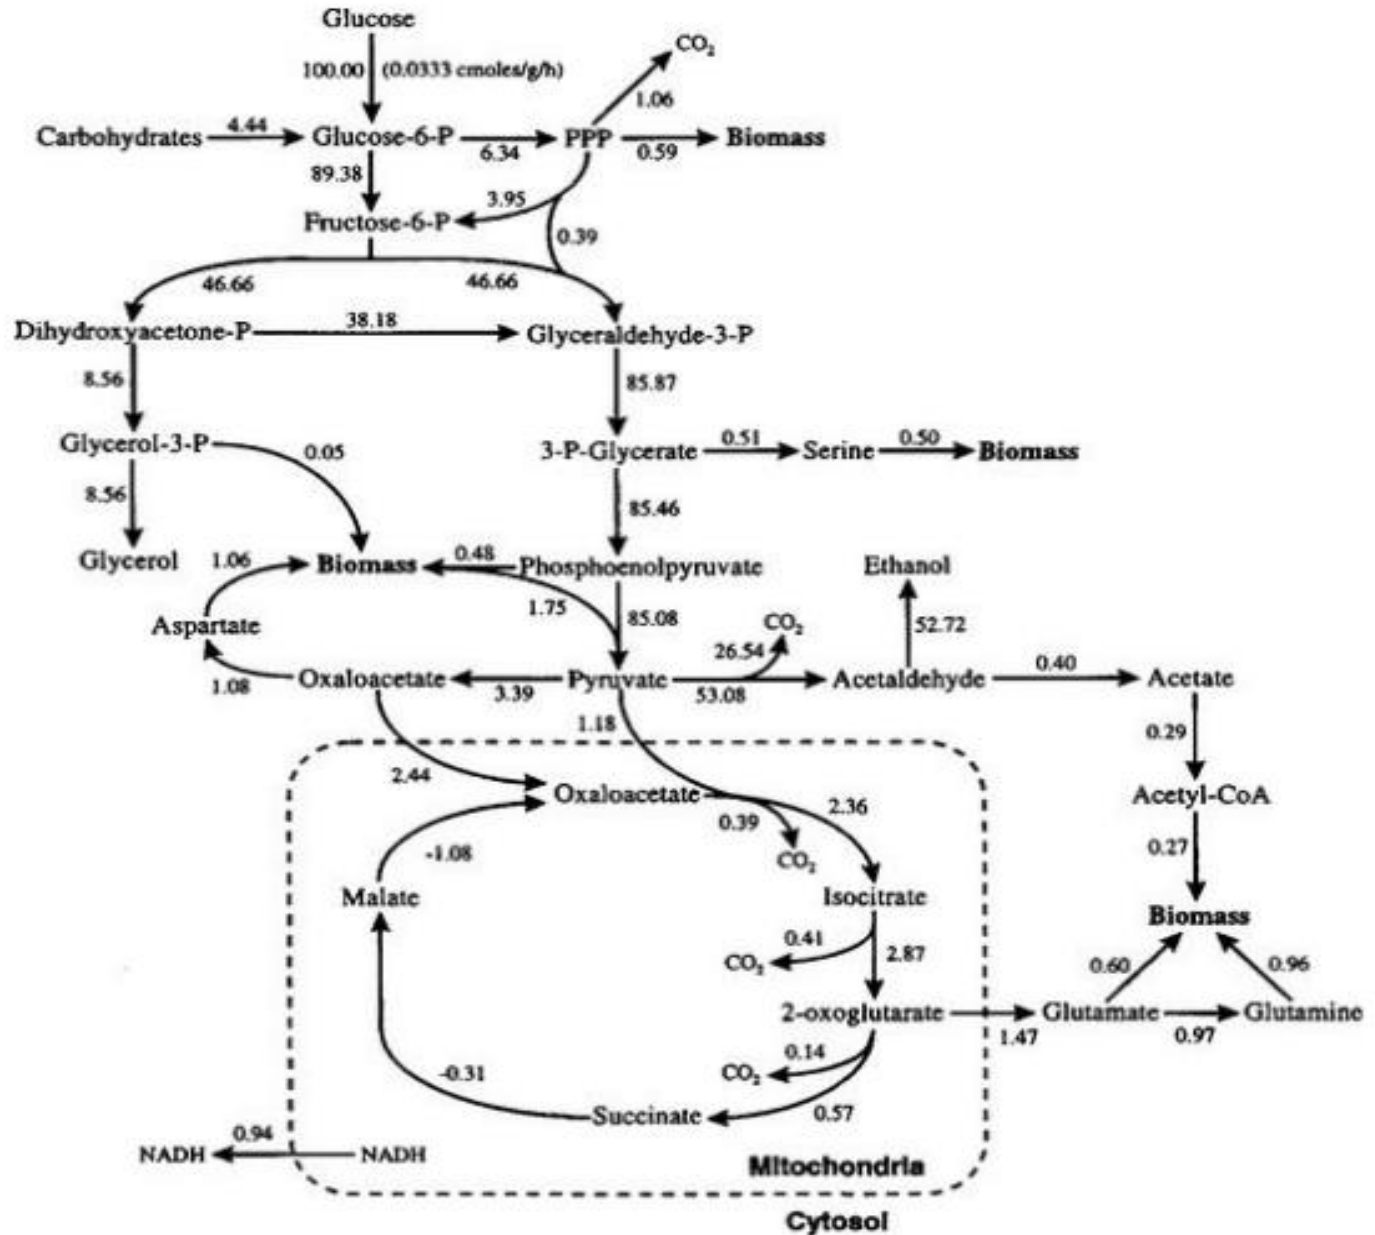 Glucose
100.00 (0.0333 cmoles/g/h)
CO₂
1.06
Carbohydrates 4.44 Glucose-6-P 6.34 PPP 0.59 Biomass
89.38
3.95
Fructose-6-P
0.39
46.66 46.66
Dihydroxyacetone-P 38.18 Glyceraldehyde-3-P
8.56 85.87
Glycerol-3-P 0.05 3-P-Glycerate 0.51 Serine 0.50 Biomass
8.56 85.46
Glycerol 1.06 Biomass 0.48 Phosphoenolpyruvate Ethanol
1.75 85.08 CO₂ 52.72
Aspartate
26.54
1.08 Oxaloacetate 3.39 Pyruvate 53.08 Acetaldehyde 0.40 Acetate
1.18 0.29
2.44
Oxaloacetate 2.36 Acetyl-CoA
0.39
-1.08 CO₂ 0.27
Malate Isocitrate
Biomass
0.41
CO₂ 2.87 0.60 0.96
2-oxoglutarate 1.47 Glutamate 0.97 Glutamine
0.14
CO₂
-0.31
Succinate 0.57
NADH 0.94 NADH
Mitochondria
Cytosol